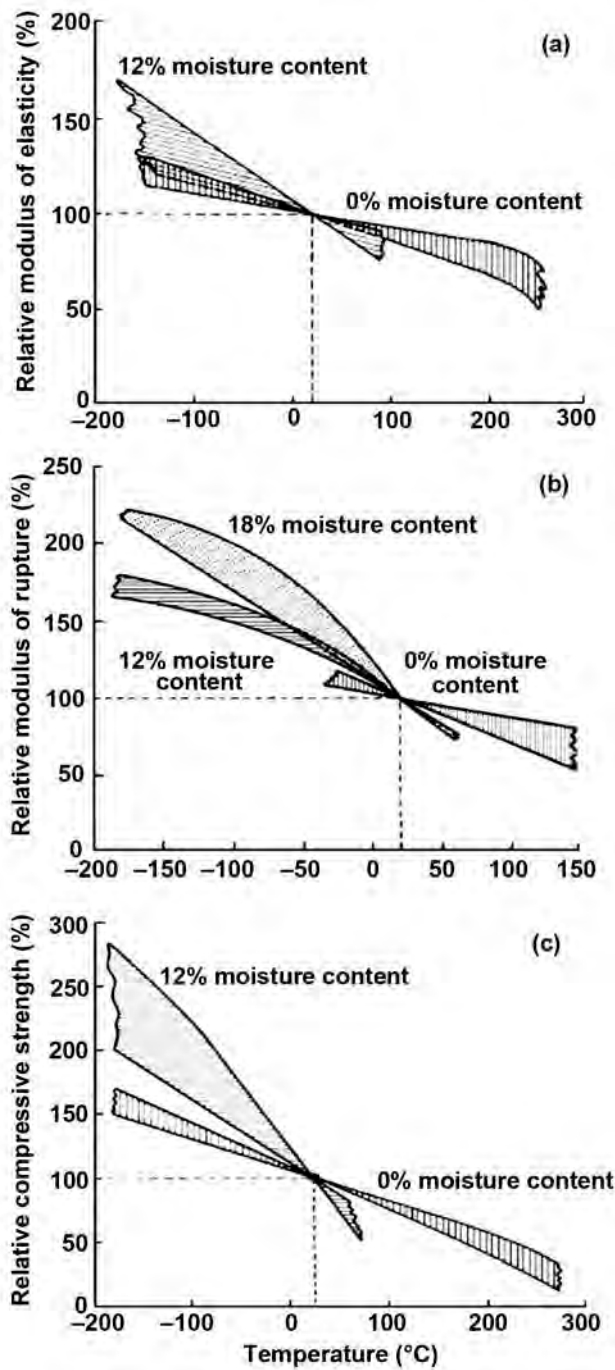 Relative modulus of elasticity (%)
(a)
200
12% moisture content
150
0% moisture content
100
50
0
–200 –100 0 100 200 300
Relative modulus of rupture (%)
250
(b)
18% moisture content
200
150
12% moisture
content
0% moisture
content
100
50
0
–200 –150 –100 –50 0 50 100 150
Relative compressive strength (%)
300
(c)
12% moisture content
250
200
150
0% moisture content
100
50
0
–200 –100 0 100 200 300
Temperature (°C)